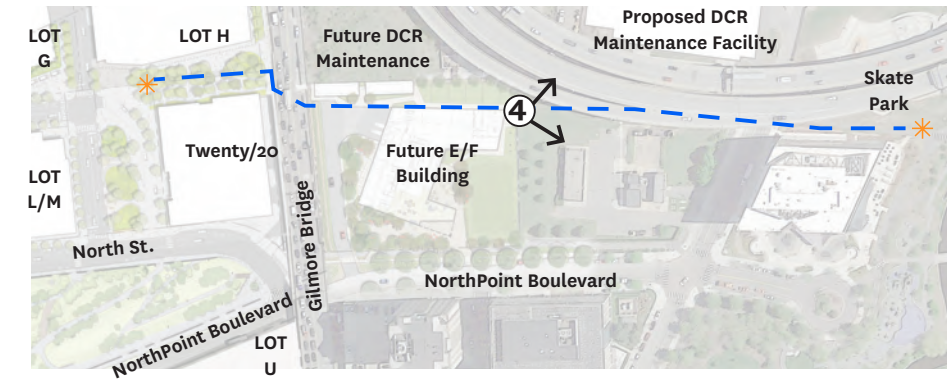 LOT
G
LOT H
Future DCR
Maintenance
Proposed DCR
Maintenance Facility
Skate
Park
4
Twenty/20
Future E/F
Building
LOT
L/M
North St.
Gilmore Bridge
NorthPoint Boulevard
NorthPoint Boulevard
LOT
U